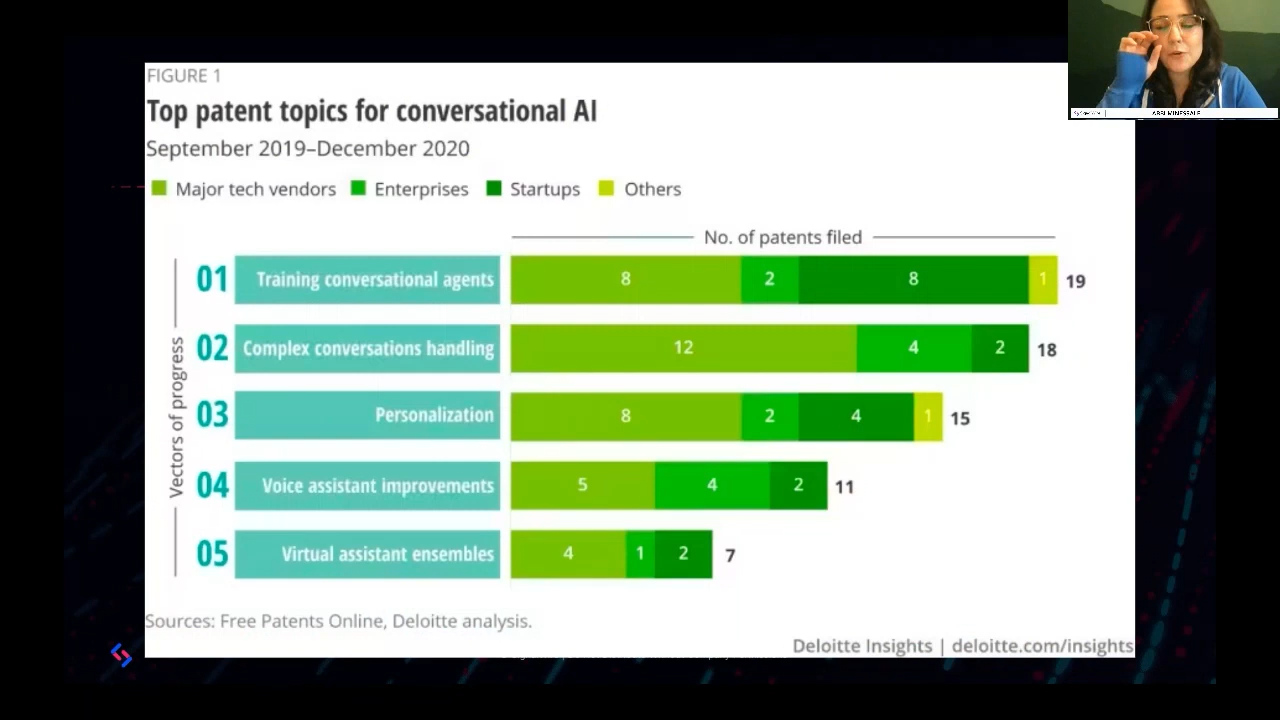 FIGURE 1
Top patent topics for conversational AI
September 2019–December 2020
Major tech vendors Enterprises Startups Others
No. of patents filed
Vectors of progress
01 Training conversational agents 8 2 8 1 19
02 Complex conversations handling 12 4 2 18
03 Personalization 8 2 4 1 15
04 Voice assistant improvements 5 4 2 11
05 Virtual assistant ensembles 4 1 2 7
Sources: Free Patents Online, Deloitte analysis.
Deloitte Insights | deloitte.com/insights